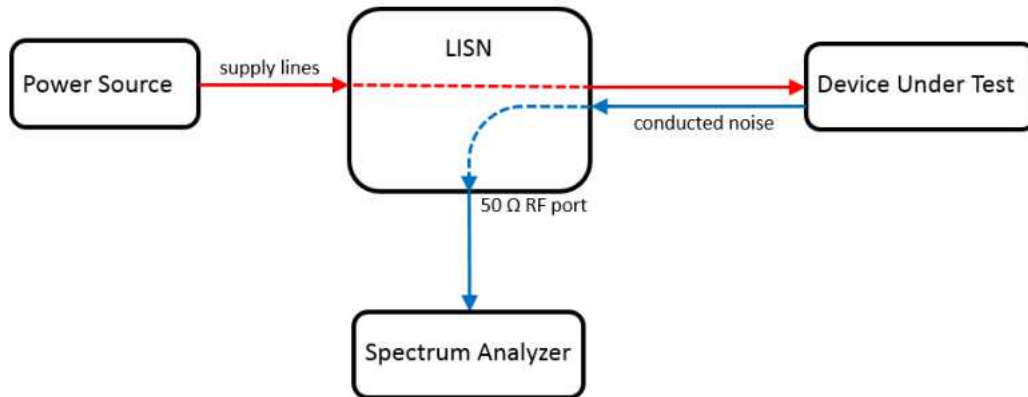 LISN
Power Source
supply lines
Device Under Test
conducted noise
50 Ω RF port
Spectrum Analyzer